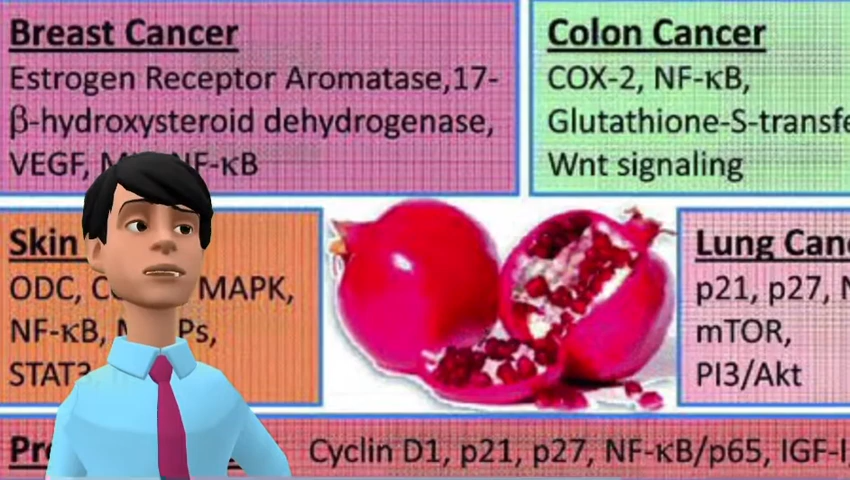 Breast Cancer
Estrogen Receptor Aromatase,17-
β-hydroxysteroid dehydrogenase,
VEGF, NF-κB
Colon Cancer
COX-2, NF-κB,
Glutathione-S-transfe
Wnt signaling
Skin
ODC, MAPK,
NF-κB,
STAT3
Lung Canc
p21, p27, N
mTOR,
PI3/Akt
Pro
Cyclin D1, p21, p27, NF-κB/p65, IGF-I,